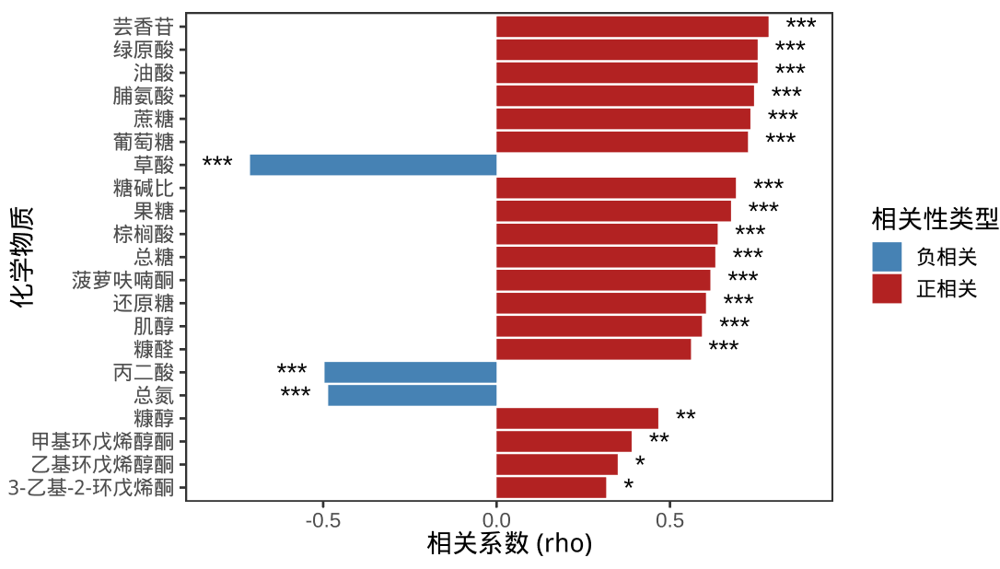 芸香苷 ***
绿原酸 ***
油酸 ***
脯氨酸 ***
蔗糖 ***
葡萄糖 ***
草酸 ***
糖碱比 ***
果糖 ***
棕榈酸 ***
总糖 ***
菠萝呋喃酮 ***
还原糖 ***
肌醇 ***
糠醛 ***
丙二酸 ***
总氮 ***
糠醇 **
甲基环戊烯醇酮 **
乙基环戊烯醇酮 *
3-乙基-2-环戊烯酮 *
化学物质
-0.5 0.0 0.5
相关系数 (rho)
相关性类型
负相关
正相关